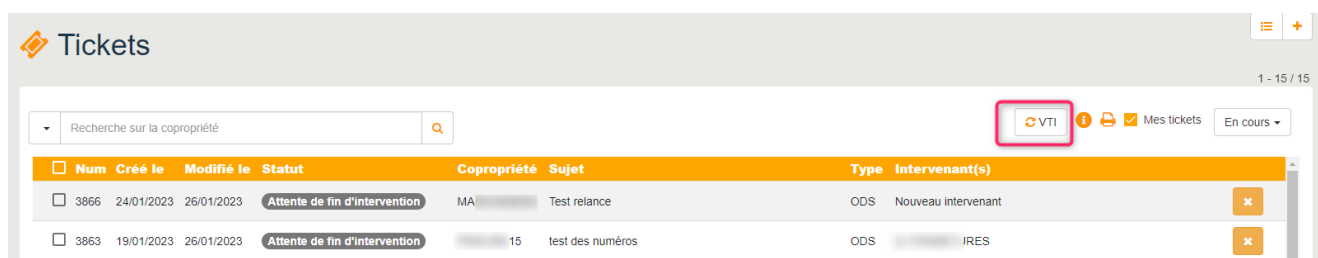 Tickets
1 - 15 / 15
Recherche sur la copropriété
VTI
Mes tickets
En cours
Num Créé le Modifié le Statut Copropriété Sujet Type Intervenant(s)
3866 24/01/2023 26/01/2023 Attente de fin d'intervention MA Test relance ODS Nouveau intervenant
3863 19/01/2023 26/01/2023 Attente de fin d'intervention 15 test des numéros ODS URES